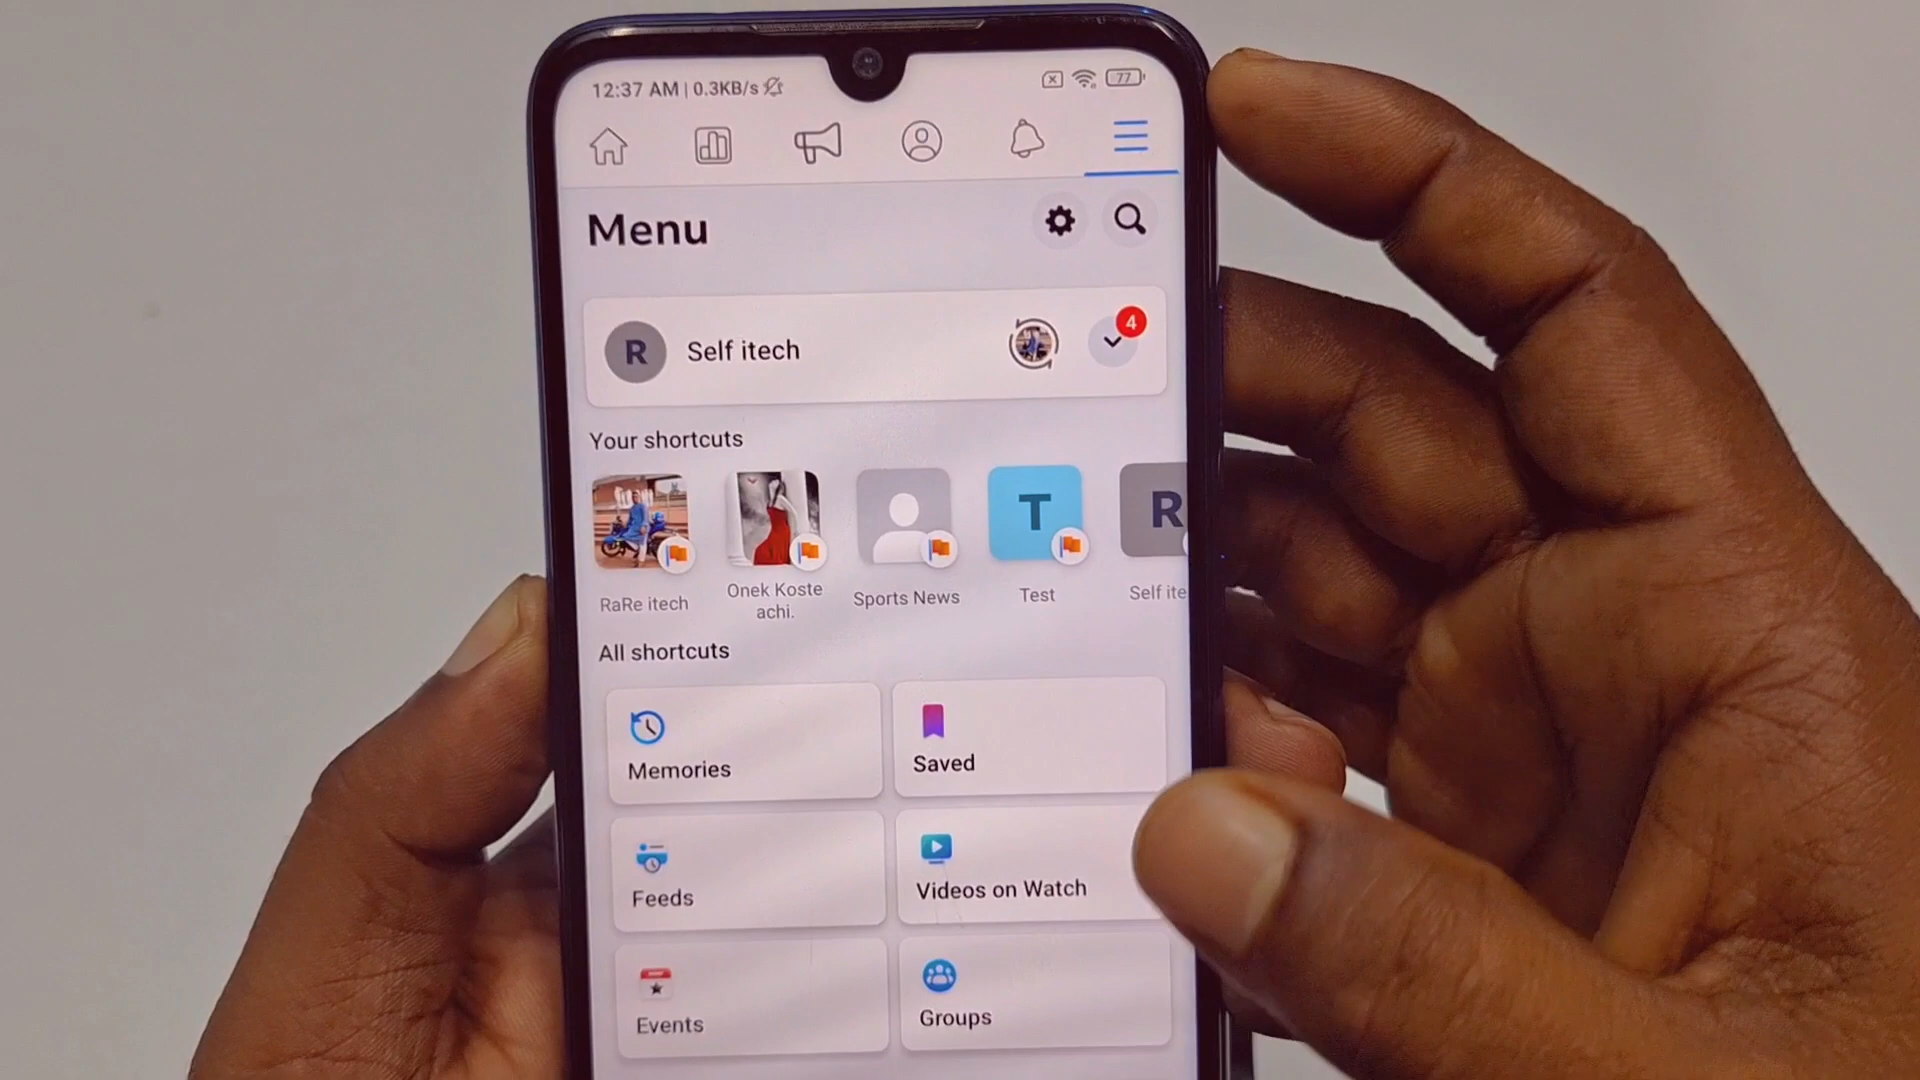 12:37 AM | 0.3KB/s
77
Menu
R
Self itech
4
Your shortcuts
T
R
RaRe itech
Onek Koste
achi.
Sports News
Test
Self ite
All shortcuts
Memories
Saved
Feeds
Videos on Watch
Events
Groups